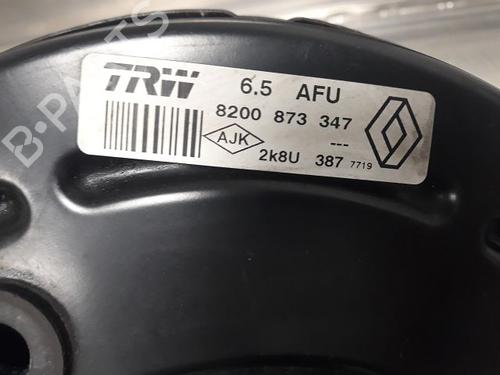 TRW 6.5 AFU
8200 873 347
AJK ---
2k8U 387 7719
B-PARTS